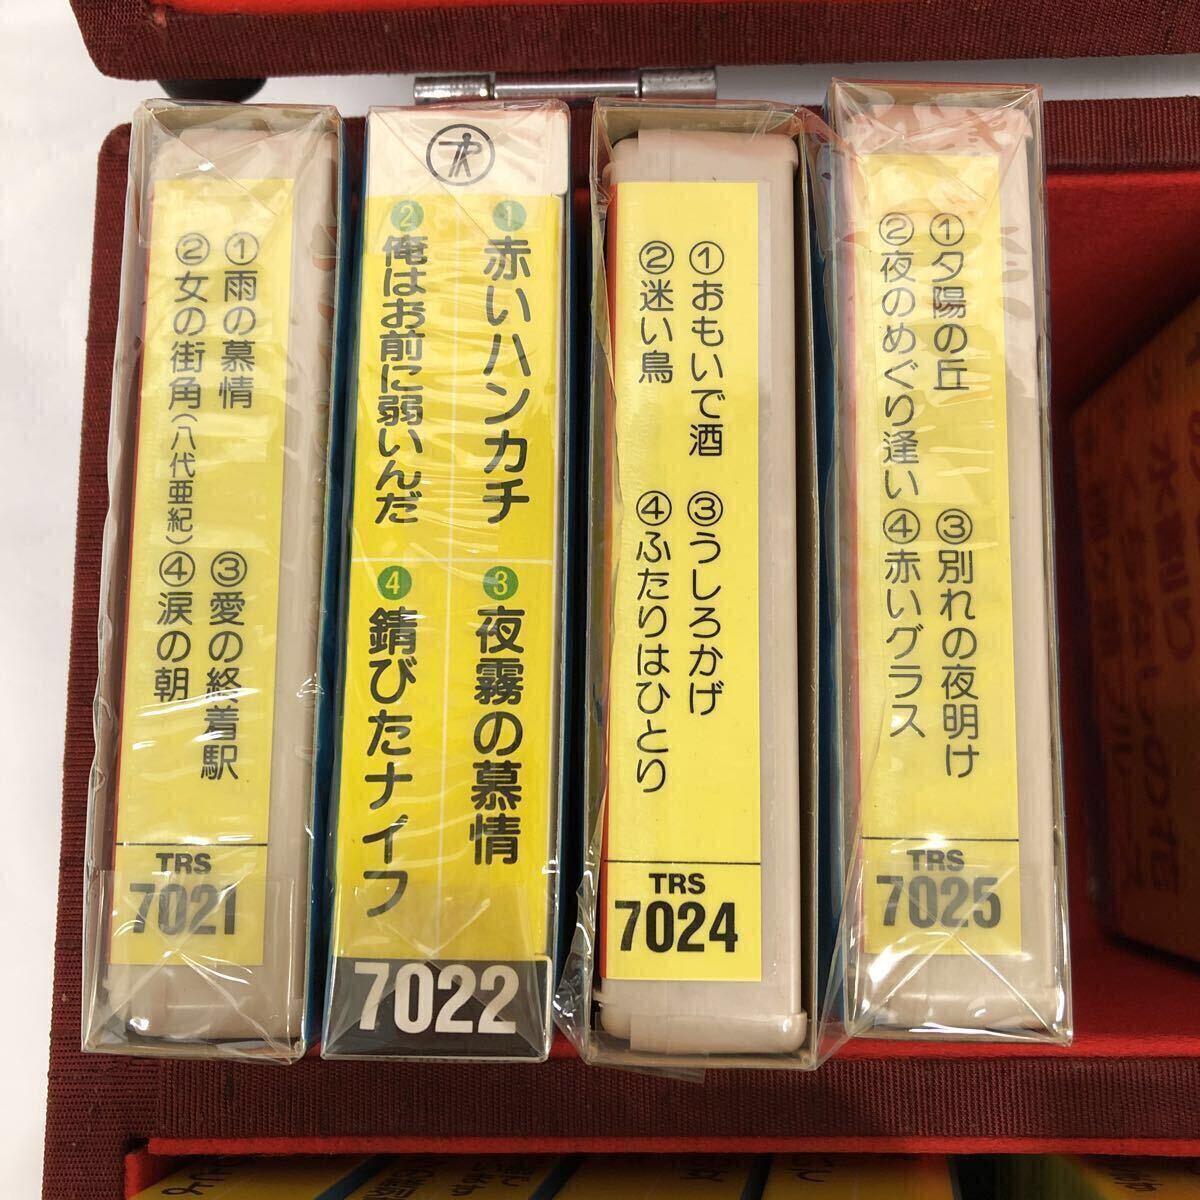 ①雨の慕情
②女の街角(八代亜紀)
③愛の終着駅
④涙の朝
TRS
7021
①赤いハンカチ
②俺はお前に弱いんだ
③夜霧の慕情
④錆びたナイフ
7022
①おもいで酒
②迷い鳥
③うしろかげ
④ふたりはひとり
TRS
7024
①夕陽の丘
②夜のめぐり逢い
③別れの夜明け
④赤いグラス
TRS
7025